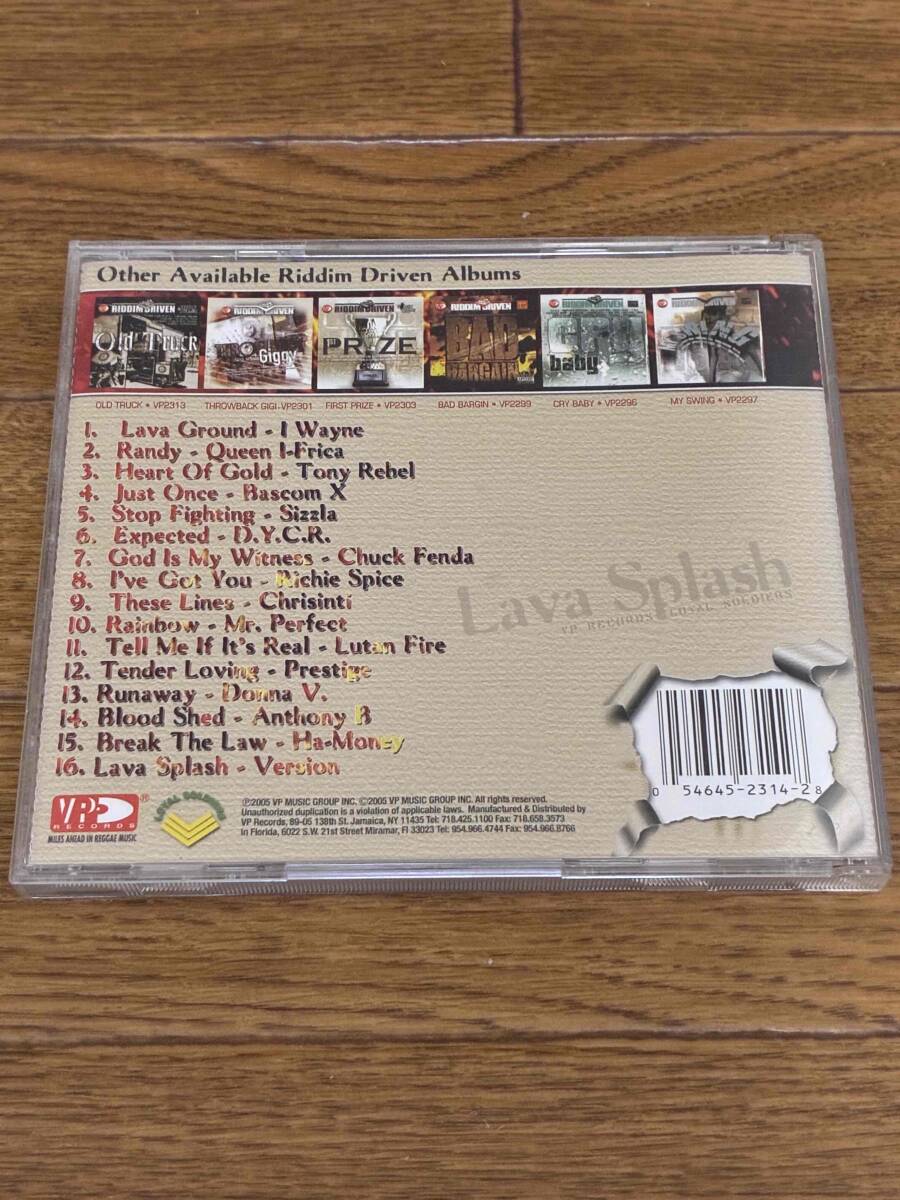 Other Available Riddim Driven Albums
RIDDIM DRIVEN
Old Truck
RIDDIM DRIVEN
Giggy
RIDDIM DRIVEN
PRIZE
RIDDIM DRIVEN
BAD
BARGAIN
RIDDIM DRIVEN
CRY
baby
RIDDIM DRIVEN
OLD TRUCK • VP2313
THROWBACK GIGI-VP2301
FIRST PRIZE • VP2303
BAD BARGIN • VP2299
CRY BABY • VP2296
MY SWING • VP2297
1. Lava Ground - I Wayne
2. Randy - Queen I-Frica
3. Heart Of Gold - Tony Rebel
4. Just Once - Bascom X
5. Stop Fighting - Sizzla
6. Expected - D.Y.C.R.
7. God Is My Witness - Chuck Fenda
8. I've Got You - Richie Spice
9. These Lines - Chrisinti
10. Rainbow - Mr. Perfect
11. Tell Me If It's Real - Lutan Fire
12. Tender Loving - Prestige
13. Runaway - Donna V.
14. Blood Shed - Anthony B
15. Break The Law - Ha-Money
16. Lava Splash - Version
Lava Splash
VP RECORDS / LOYAL SOLDIERS
0 54645-2314-2 8
VP®
RECORDS
MILES AHEAD IN REGGAE MUSIC
LOYAL SOLDIERS
℗2005 VP MUSIC GROUP INC. ©2005 VP MUSIC GROUP INC. All rights reserved.
Unauthorized duplication is a violation of applicable laws. Manufactured & Distributed by
VP Records, 89-05 138th St. Jamaica, NY 11435 Tel: 718.425.1100 Fax: 718.658.3573
In Florida, 6022 S.W. 21st Street Miramar, Fl 33023 Tel: 954.966.4744 Fax: 954.966.8766